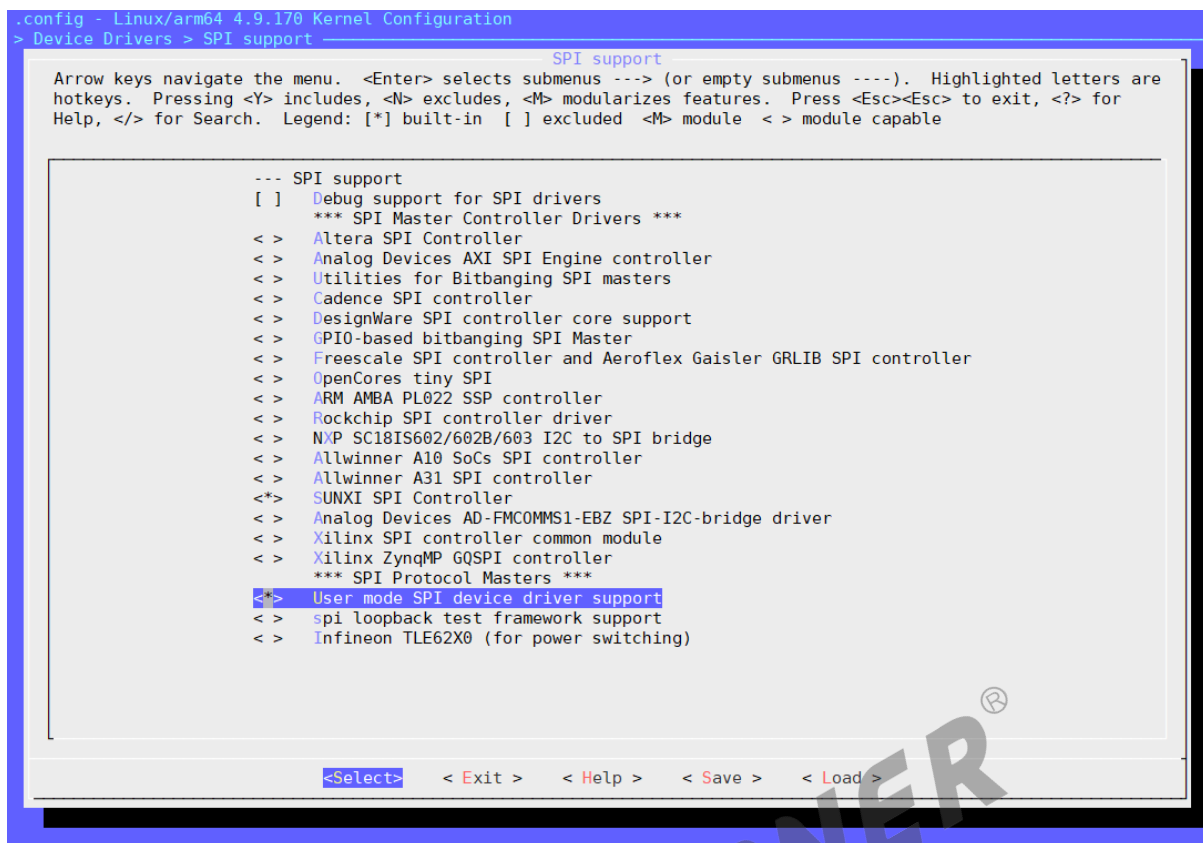 .config - Linux/arm64 4.9.170 Kernel Configuration
> Device Drivers > SPI support
SPI support
Arrow keys navigate the menu. <Enter> selects submenus ---> (or empty submenus ----). Highlighted letters are
hotkeys. Pressing <Y> includes, <N> excludes, <M> modularizes features. Press <Esc><Esc> to exit, <?> for
Help, </> for Search. Legend: [*] built-in [ ] excluded <M> module < > module capable
--- SPI support
[ ] Debug support for SPI drivers
*** SPI Master Controller Drivers ***
< > Altera SPI Controller
< > Analog Devices AXI SPI Engine controller
< > Utilities for Bitbanging SPI masters
< > Cadence SPI controller
< > DesignWare SPI controller core support
< > GPIO-based bitbanging SPI Master
< > Freescale SPI controller and Aeroflex Gaisler GRLIB SPI controller
< > OpenCores tiny SPI
< > ARM AMBA PL022 SSP controller
< > Rockchip SPI controller driver
< > NXP SC18IS602/602B/603 I2C to SPI bridge
< > Allwinner A10 SoCs SPI controller
< > Allwinner A31 SPI controller
<*> SUNXI SPI Controller
< > Analog Devices AD-FMCOMMS1-EBZ SPI-I2C-bridge driver
< > Xilinx SPI controller common module
< > Xilinx ZynqMP GQSPI controller
*** SPI Protocol Masters ***
<*> User mode SPI device driver support
< > spi loopback test framework support
< > Infineon TLE62X0 (for power switching)
<Select> < Exit > < Help > < Save > < Load >